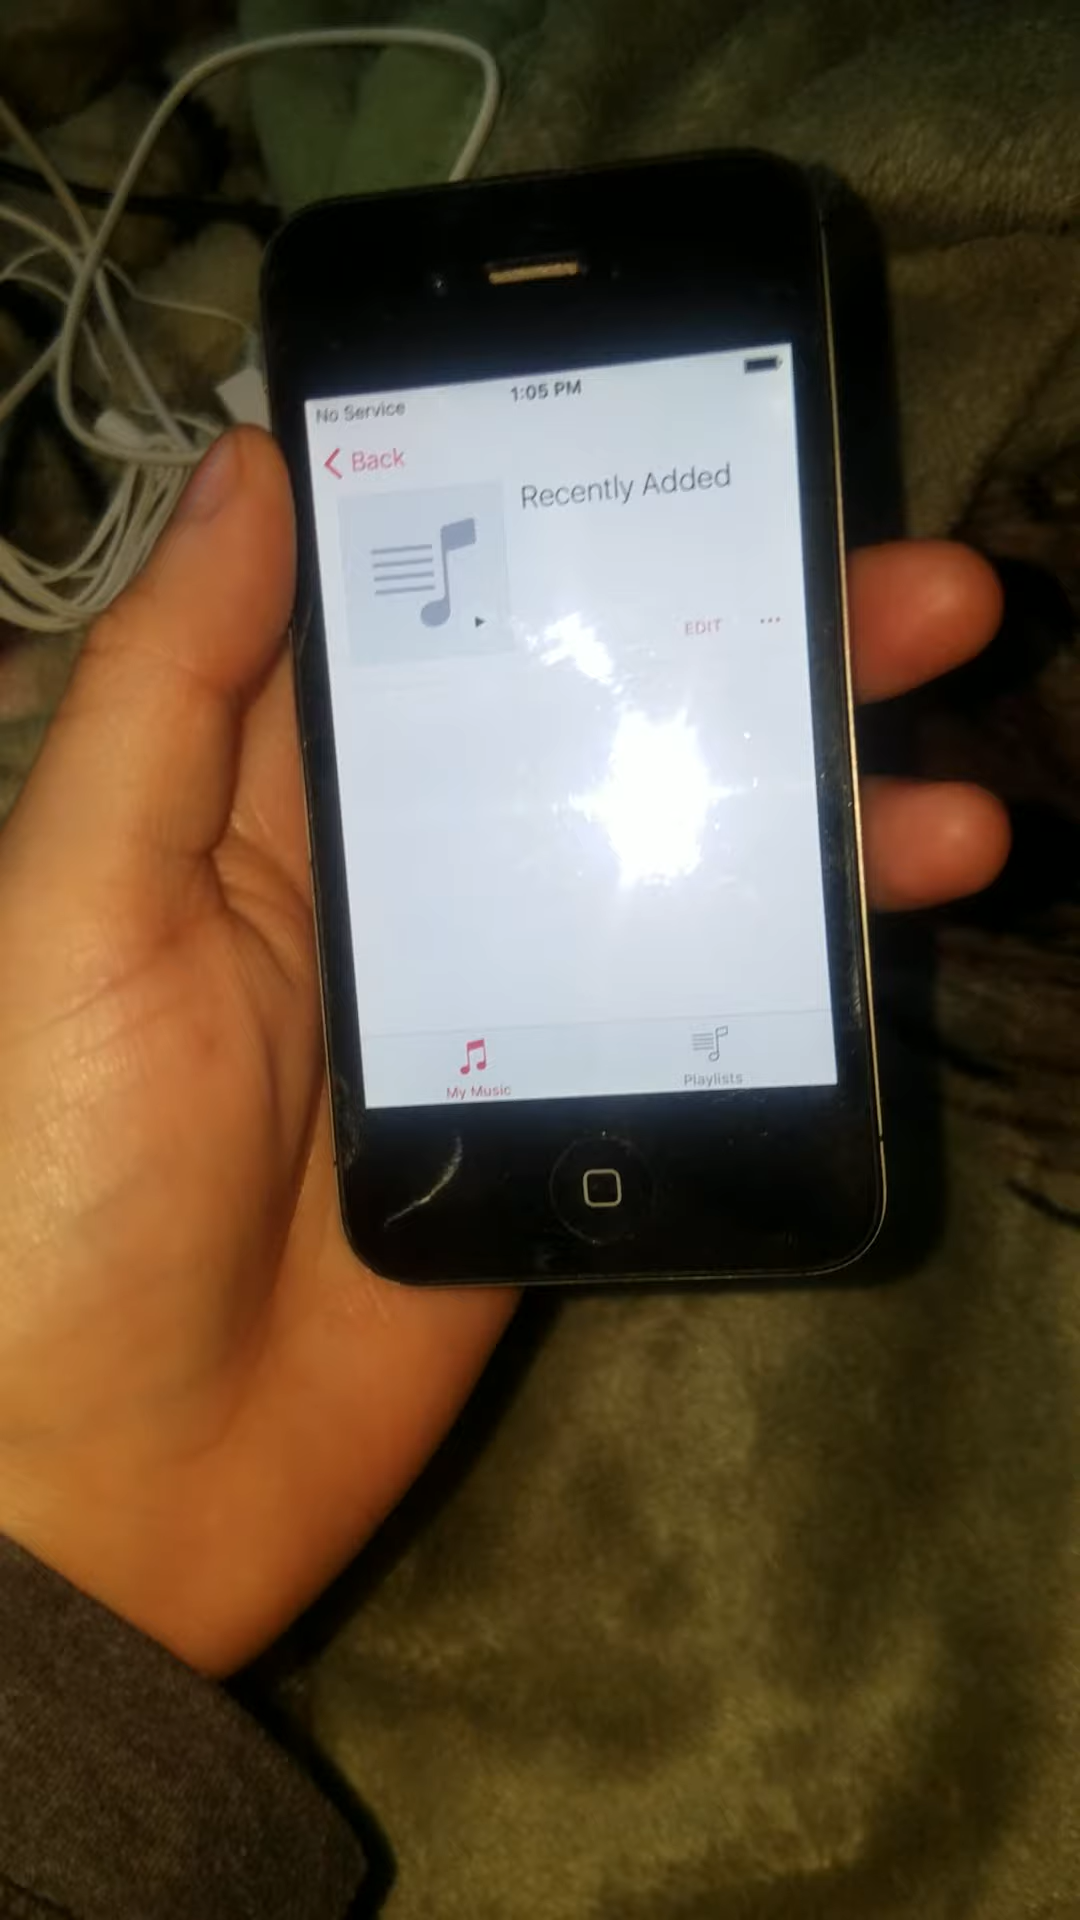 No Service 1:05 PM
Back
Recently Added
EDIT ...
My Music Playlists